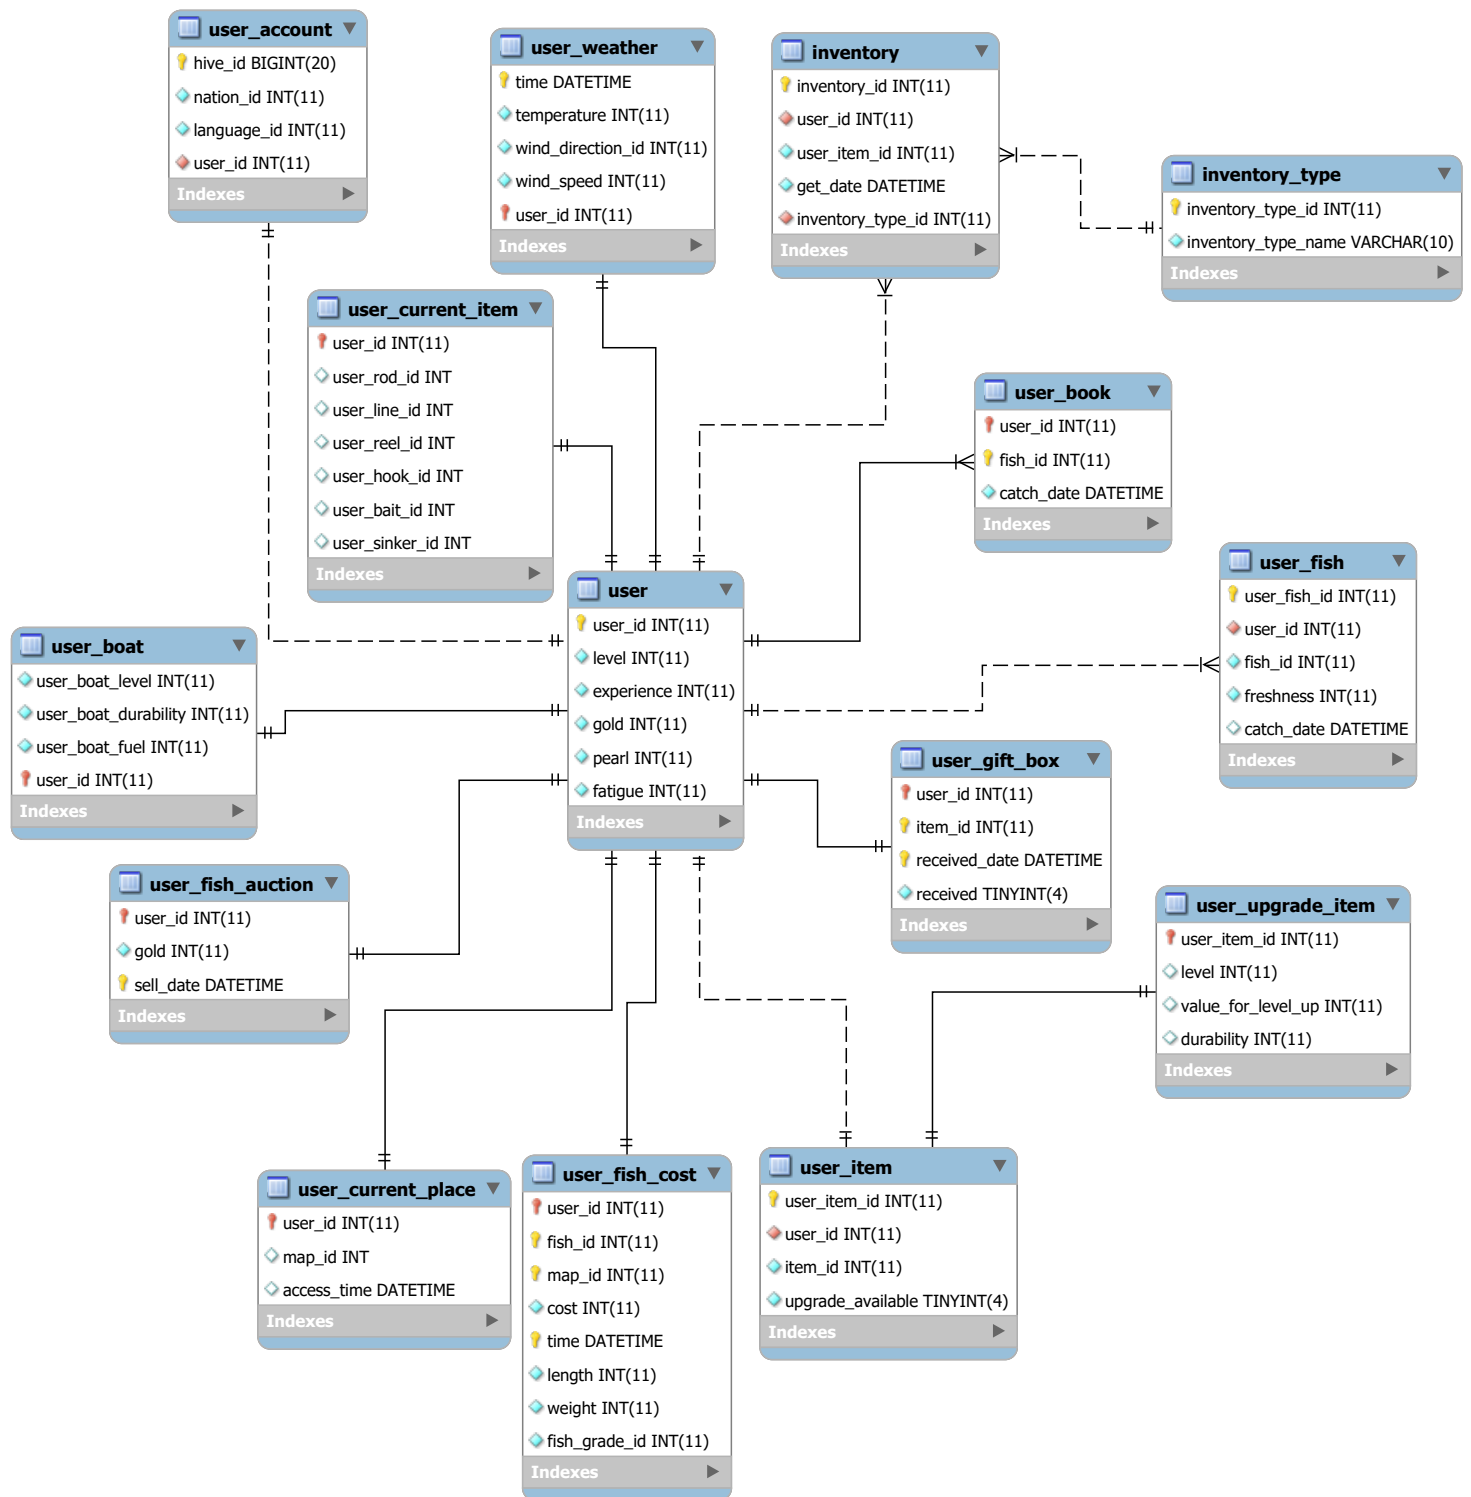 user_account
hive_id BIGINT(20)
nation_id INT(11)
language_id INT(11)
user_id INT(11)
Indexes
user_weather
time DATETIME
temperature INT(11)
wind_direction_id INT(11)
wind_speed INT(11)
user_id INT(11)
Indexes
inventory
inventory_id INT(11)
user_id INT(11)
user_item_id INT(11)
get_date DATETIME
inventory_type_id INT(11)
Indexes
inventory_type
inventory_type_id INT(11)
inventory_type_name VARCHAR(10)
Indexes
user_current_item
user_id INT(11)
user_rod_id INT
user_line_id INT
user_reel_id INT
user_hook_id INT
user_bait_id INT
user_sinker_id INT
Indexes
user_book
user_id INT(11)
fish_id INT(11)
catch_date DATETIME
Indexes
user_fish
user_fish_id INT(11)
user_id INT(11)
fish_id INT(11)
freshness INT(11)
catch_date DATETIME
Indexes
user
user_id INT(11)
level INT(11)
experience INT(11)
gold INT(11)
pearl INT(11)
fatigue INT(11)
Indexes
user_boat
user_boat_level INT(11)
user_boat_durability INT(11)
user_boat_fuel INT(11)
user_id INT(11)
Indexes
user_gift_box
user_id INT(11)
item_id INT(11)
received_date DATETIME
received TINYINT(4)
Indexes
user_fish_auction
user_id INT(11)
gold INT(11)
sell_date DATETIME
Indexes
user_upgrade_item
user_item_id INT(11)
level INT(11)
value_for_level_up INT(11)
durability INT(11)
Indexes
user_current_place
user_id INT(11)
map_id INT
access_time DATETIME
Indexes
user_fish_cost
user_id INT(11)
fish_id INT(11)
map_id INT(11)
cost INT(11)
time DATETIME
length INT(11)
weight INT(11)
fish_grade_id INT(11)
Indexes
user_item
user_item_id INT(11)
user_id INT(11)
item_id INT(11)
upgrade_available TINYINT(4)
Indexes